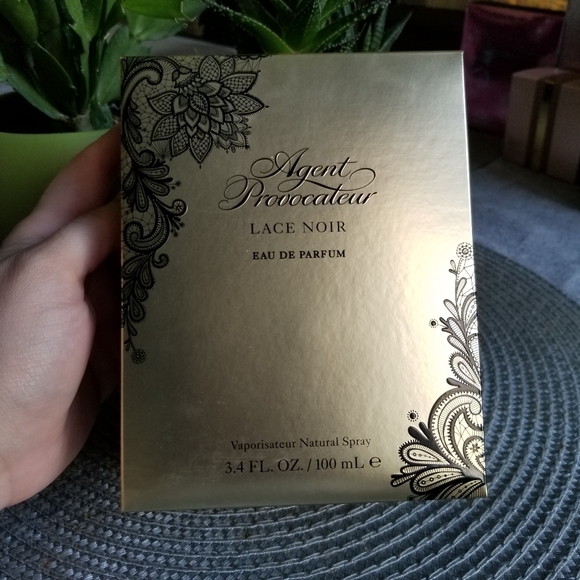 Agent
Provocateur
LACE NOIR
EAU DE PARFUM
Vaporisateur Natural Spray
3.4 FL. OZ. / 100 mL ℮